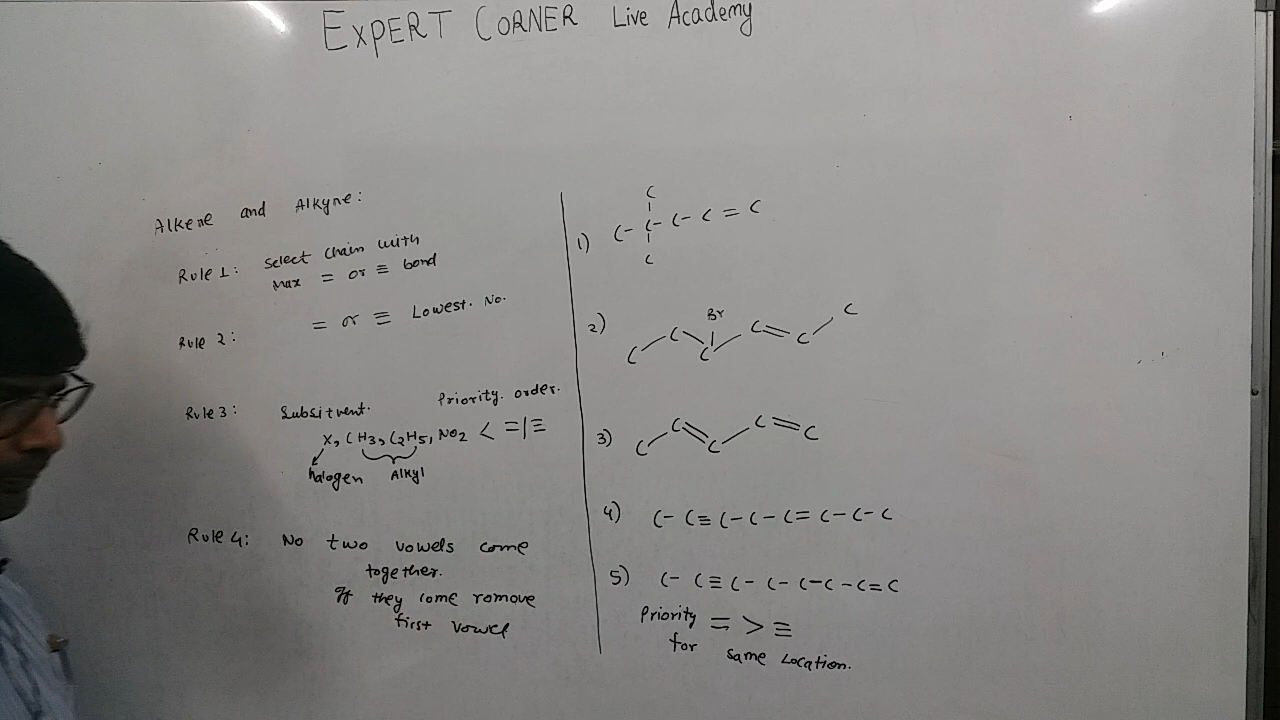 EXPERT CORNER Live Academy
Alkene and Alkyne:
Rule 1: Select Chain with
Max = or ≡ bond
Rule 2: = or ≡ Lowest. No.
Rule 3: Subsitvent. Priority. order.
X, CH3, C2H5, NO2 < =|≡
halogen Alkyl
Rule 4: No two vowels come
together.
If they come romove
first vowel
C
|
1) C-C-C-C=C
|
C
Br
2) C-C-C-C=C-C
3) C-C=C-C=C
4) C-C≡C-C-C=C-C-C
5) C-C≡C-C-C-C-C=C
Priority = > ≡
for same Location.